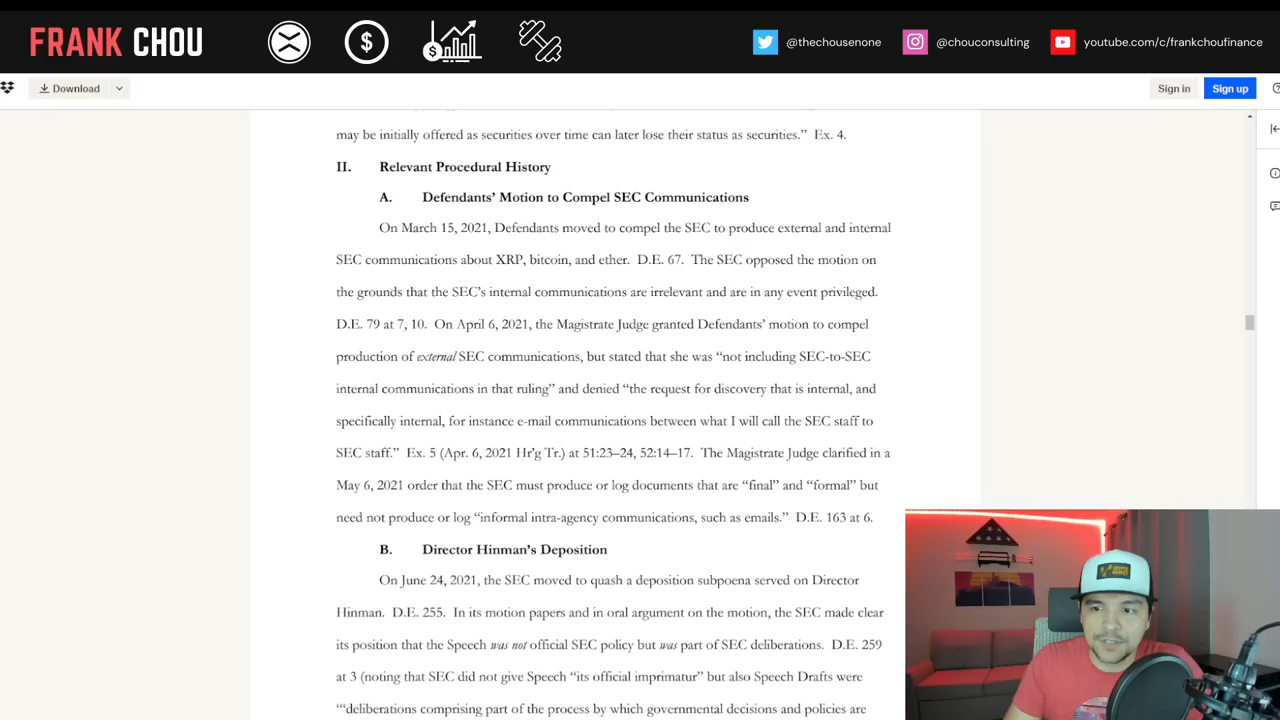 FRANK CHOU
@thechousenone
@chouconsulting
youtube.com/c/frankchoufinance
Download
Sign in
Sign up
may be initially offered as securities over time can later lose their status as securities.” Ex. 4.
II. Relevant Procedural History
A. Defendants’ Motion to Compel SEC Communications
On March 15, 2021, Defendants moved to compel the SEC to produce external and internal
SEC communications about XRP, bitcoin, and ether. D.E. 67. The SEC opposed the motion on
the grounds that the SEC’s internal communications are irrelevant and are in any event privileged.
D.E. 79 at 7, 10. On April 6, 2021, the Magistrate Judge granted Defendants’ motion to compel
production of external SEC communications, but stated that she was “not including SEC-to-SEC
internal communications in that ruling” and denied “the request for discovery that is internal, and
specifically internal, for instance e-mail communications between what I will call the SEC staff to
SEC staff.” Ex. 5 (Apr. 6, 2021 Hr’g Tr.) at 51:23–24, 52:14–17. The Magistrate Judge clarified in a
May 6, 2021 order that the SEC must produce or log documents that are “final” and “formal” but
need not produce or log “informal intra-agency communications, such as emails.” D.E. 163 at 6.
B. Director Hinman’s Deposition
On June 24, 2021, the SEC moved to quash a deposition subpoena served on Director
Hinman. D.E. 255. In its motion papers and in oral argument on the motion, the SEC made clear
its position that the Speech was not official SEC policy but was part of SEC deliberations. D.E. 259
at 3 (noting that SEC did not give Speech “its official imprimatur” but also Speech Drafts were
“‘deliberations comprising part of the process by which governmental decisions and policies are